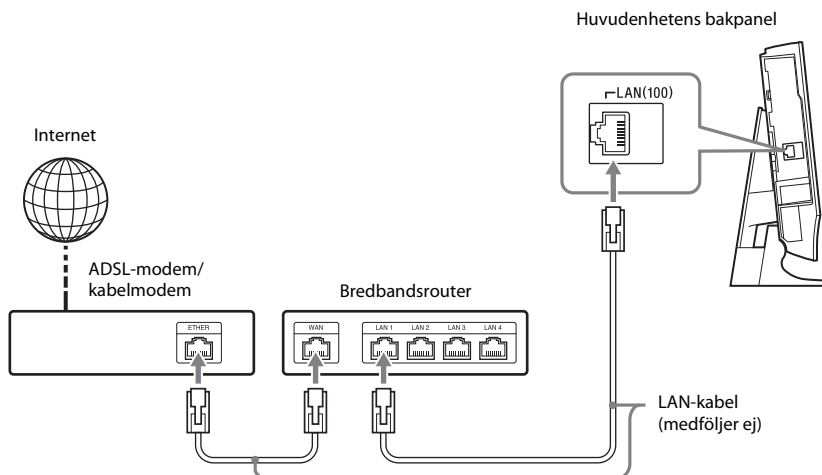 Huvudenhetens bakpanel
LAN(100)
Internet
ADSL-modem/
kabelmodem
Bredbandsrouter
ETHER
WAN
LAN 1
LAN 2
LAN 3
LAN 4
LAN-kabel
(medföljer ej)